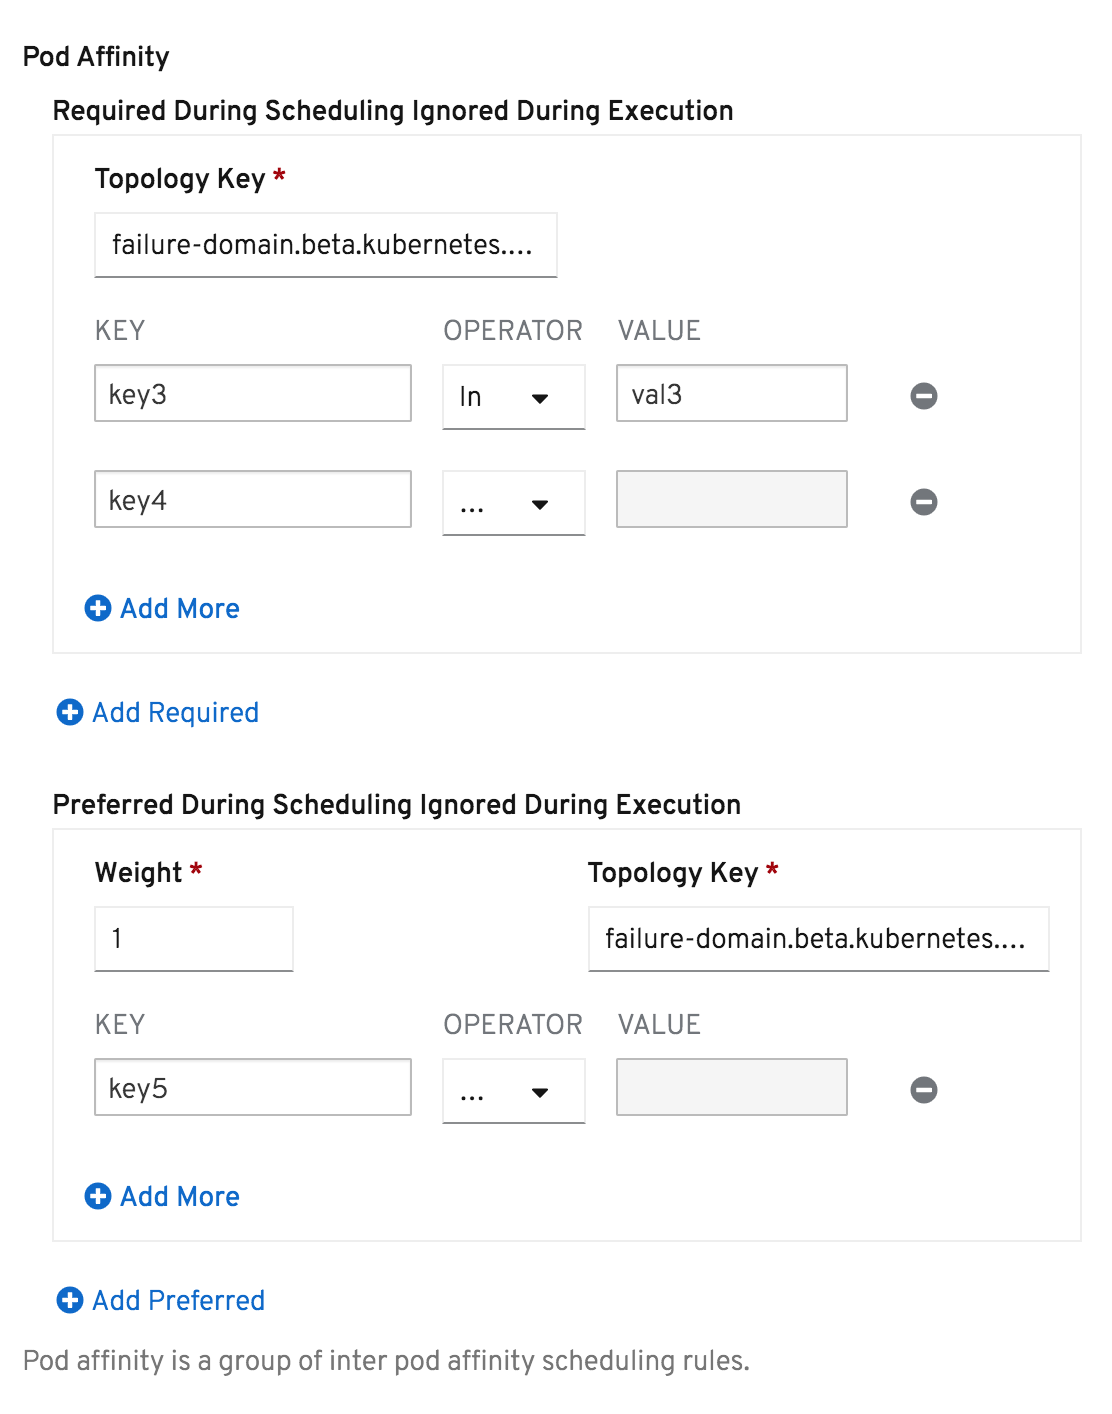 Pod Affinity
Required During Scheduling Ignored During Execution
Topology Key *
failure-domain.beta.kubernetes....
KEY OPERATOR VALUE
key3 In val3
key4 ...
Add More
Add Required
Preferred During Scheduling Ignored During Execution
Weight * Topology Key *
1 failure-domain.beta.kubernetes....
KEY OPERATOR VALUE
key5 ...
Add More
Add Preferred
Pod affinity is a group of inter pod affinity scheduling rules.